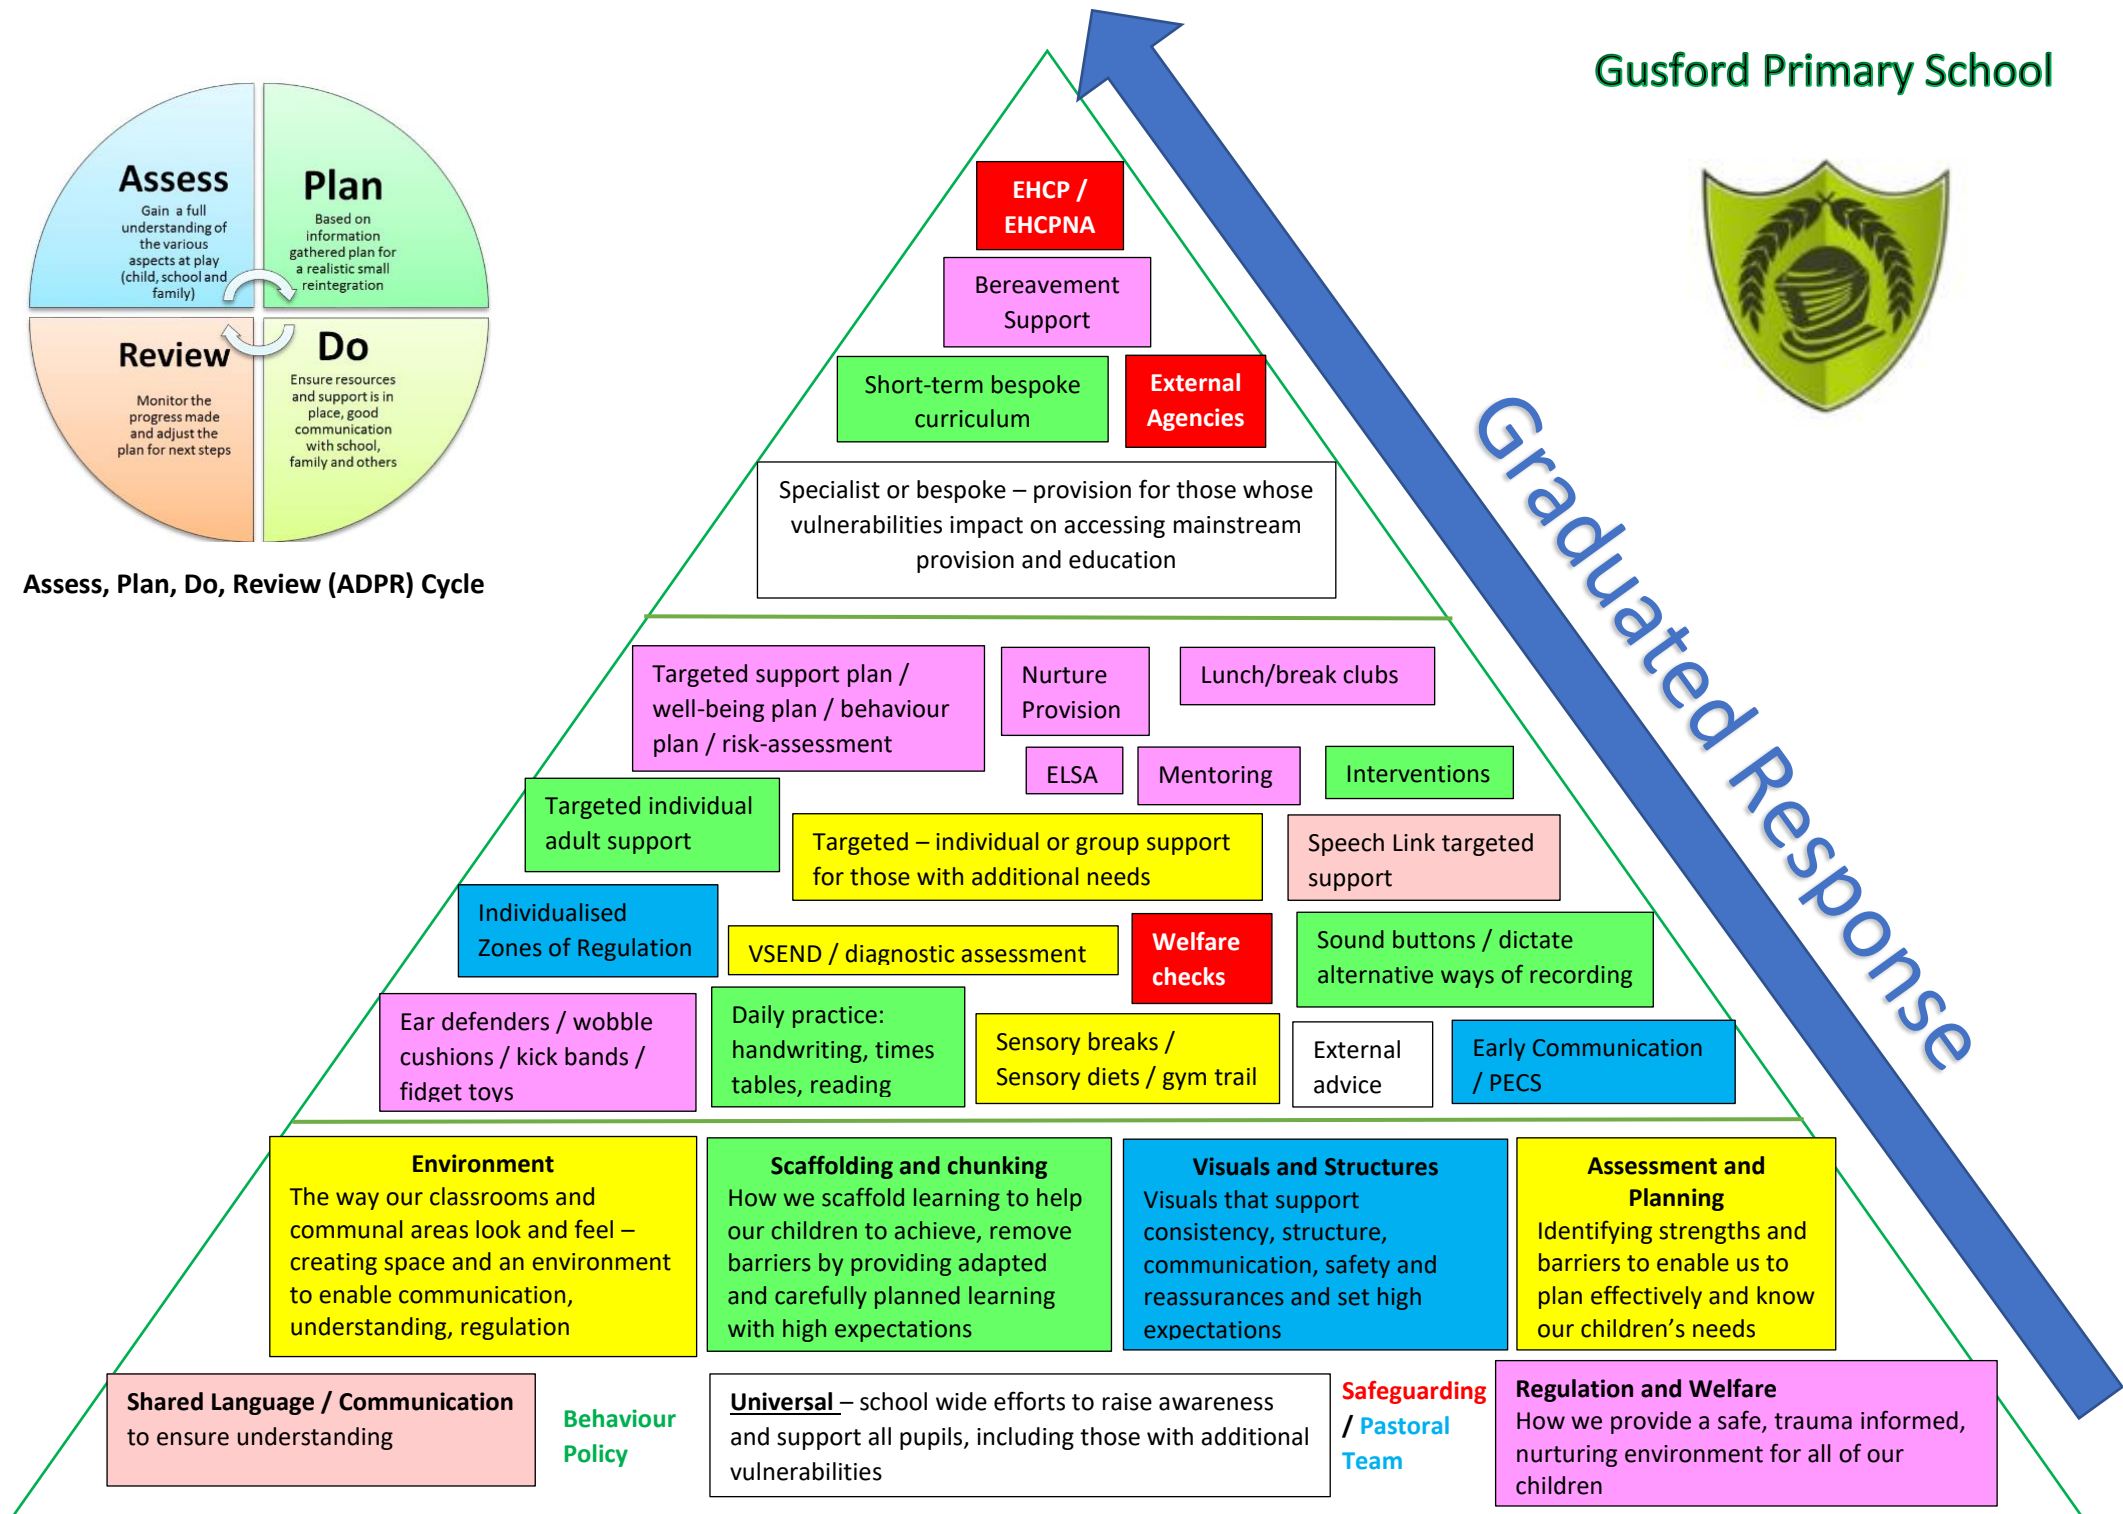 Gusford Primary School
Assess
Gain a full
understanding of
the various
aspects at play
(child, school and
family)
Plan
Based on
information
gathered plan for
a realistic small
reintegration
Review
Monitor the
progress made
and adjust the
plan for next steps
Do
Ensure resources
and support is in
place, good
communication
with school,
family and others
Assess, Plan, Do, Review (ADPR) Cycle
Graduated Response
EHCP /
EHCPNA
Bereavement
Support
Short-term bespoke
curriculum
External
Agencies
Specialist or bespoke – provision for those whose
vulnerabilities impact on accessing mainstream
provision and education
Targeted support plan /
well-being plan / behaviour
plan / risk-assessment
Nurture
Provision
Lunch/break clubs
ELSA
Mentoring
Interventions
Targeted individual
adult support
Targeted – individual or group support
for those with additional needs
Speech Link targeted
support
Individualised
Zones of Regulation
VSEND / diagnostic assessment
Welfare
checks
Sound buttons / dictate
alternative ways of recording
Ear defenders / wobble
cushions / kick bands /
fidget toys
Daily practice:
handwriting, times
tables, reading
Sensory breaks /
Sensory diets / gym trail
External
advice
Early Communication
/ PECS
Environment
The way our classrooms and
communal areas look and feel –
creating space and an environment
to enable communication,
understanding, regulation
Scaffolding and chunking
How we scaffold learning to help
our children to achieve, remove
barriers by providing adapted
and carefully planned learning
with high expectations
Visuals and Structures
Visuals that support
consistency, structure,
communication, safety and
reassurances and set high
expectations
Assessment and
Planning
Identifying strengths and
barriers to enable us to
plan effectively and know
our children's needs
Shared Language / Communication
to ensure understanding
Behaviour
Policy
Universal – school wide efforts to raise awareness
and support all pupils, including those with additional
vulnerabilities
Safeguarding
/ Pastoral
Team
Regulation and Welfare
How we provide a safe, trauma informed,
nurturing environment for all of our
children